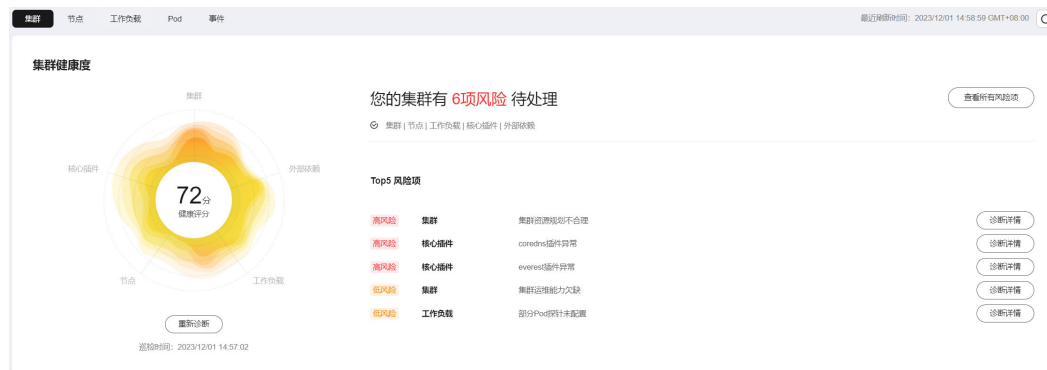 集群 节点 工作负载 Pod 事件 最近刷新时间：2023/12/01 14:58:59 GMT+08:00
集群健康度
集群
外部依赖
工作负载
节点
核心插件
72分
健康评分
重新诊断
巡检时间：2023/12/01 14:57:02
您的集群有 6项风险 待处理 查看所有风险项
集群 | 节点 | 工作负载 | 核心插件 | 外部依赖
Top5 风险项
高风险 集群 集群资源规划不合理 诊断详情
高风险 核心插件 coredns插件异常 诊断详情
高风险 核心插件 everest插件异常 诊断详情
低风险 集群 集群运维能力欠缺 诊断详情
低风险 工作负载 部分Pod探针未配置 诊断详情